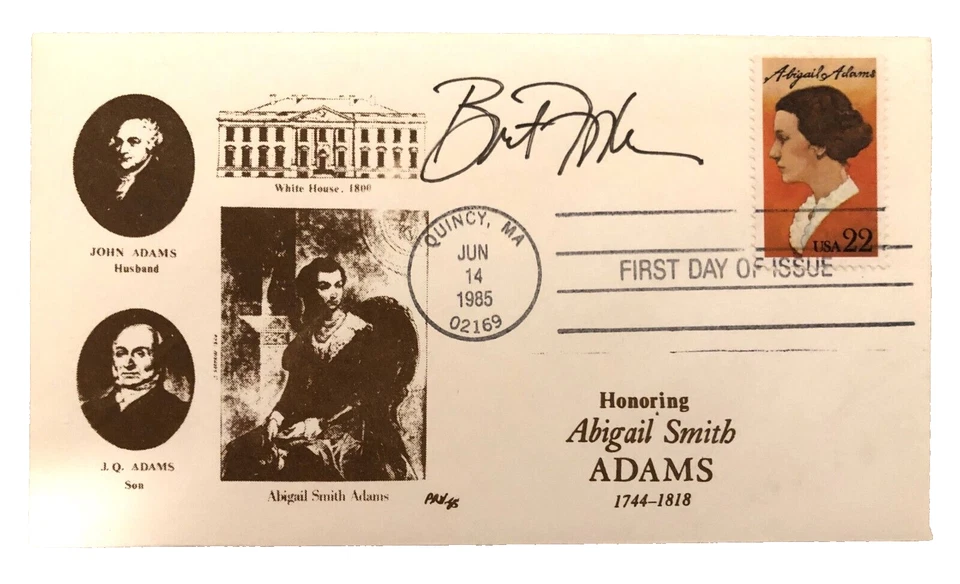 Abigail Adams
USA 22
White House, 1800
JOHN ADAMS
Husband
QUINCY, MA
JUN
14
1985
02169
FIRST DAY OF ISSUE
J. Q. ADAMS
Son
Abigail Smith Adams
Honoring
Abigail Smith
ADAMS
1744–1818